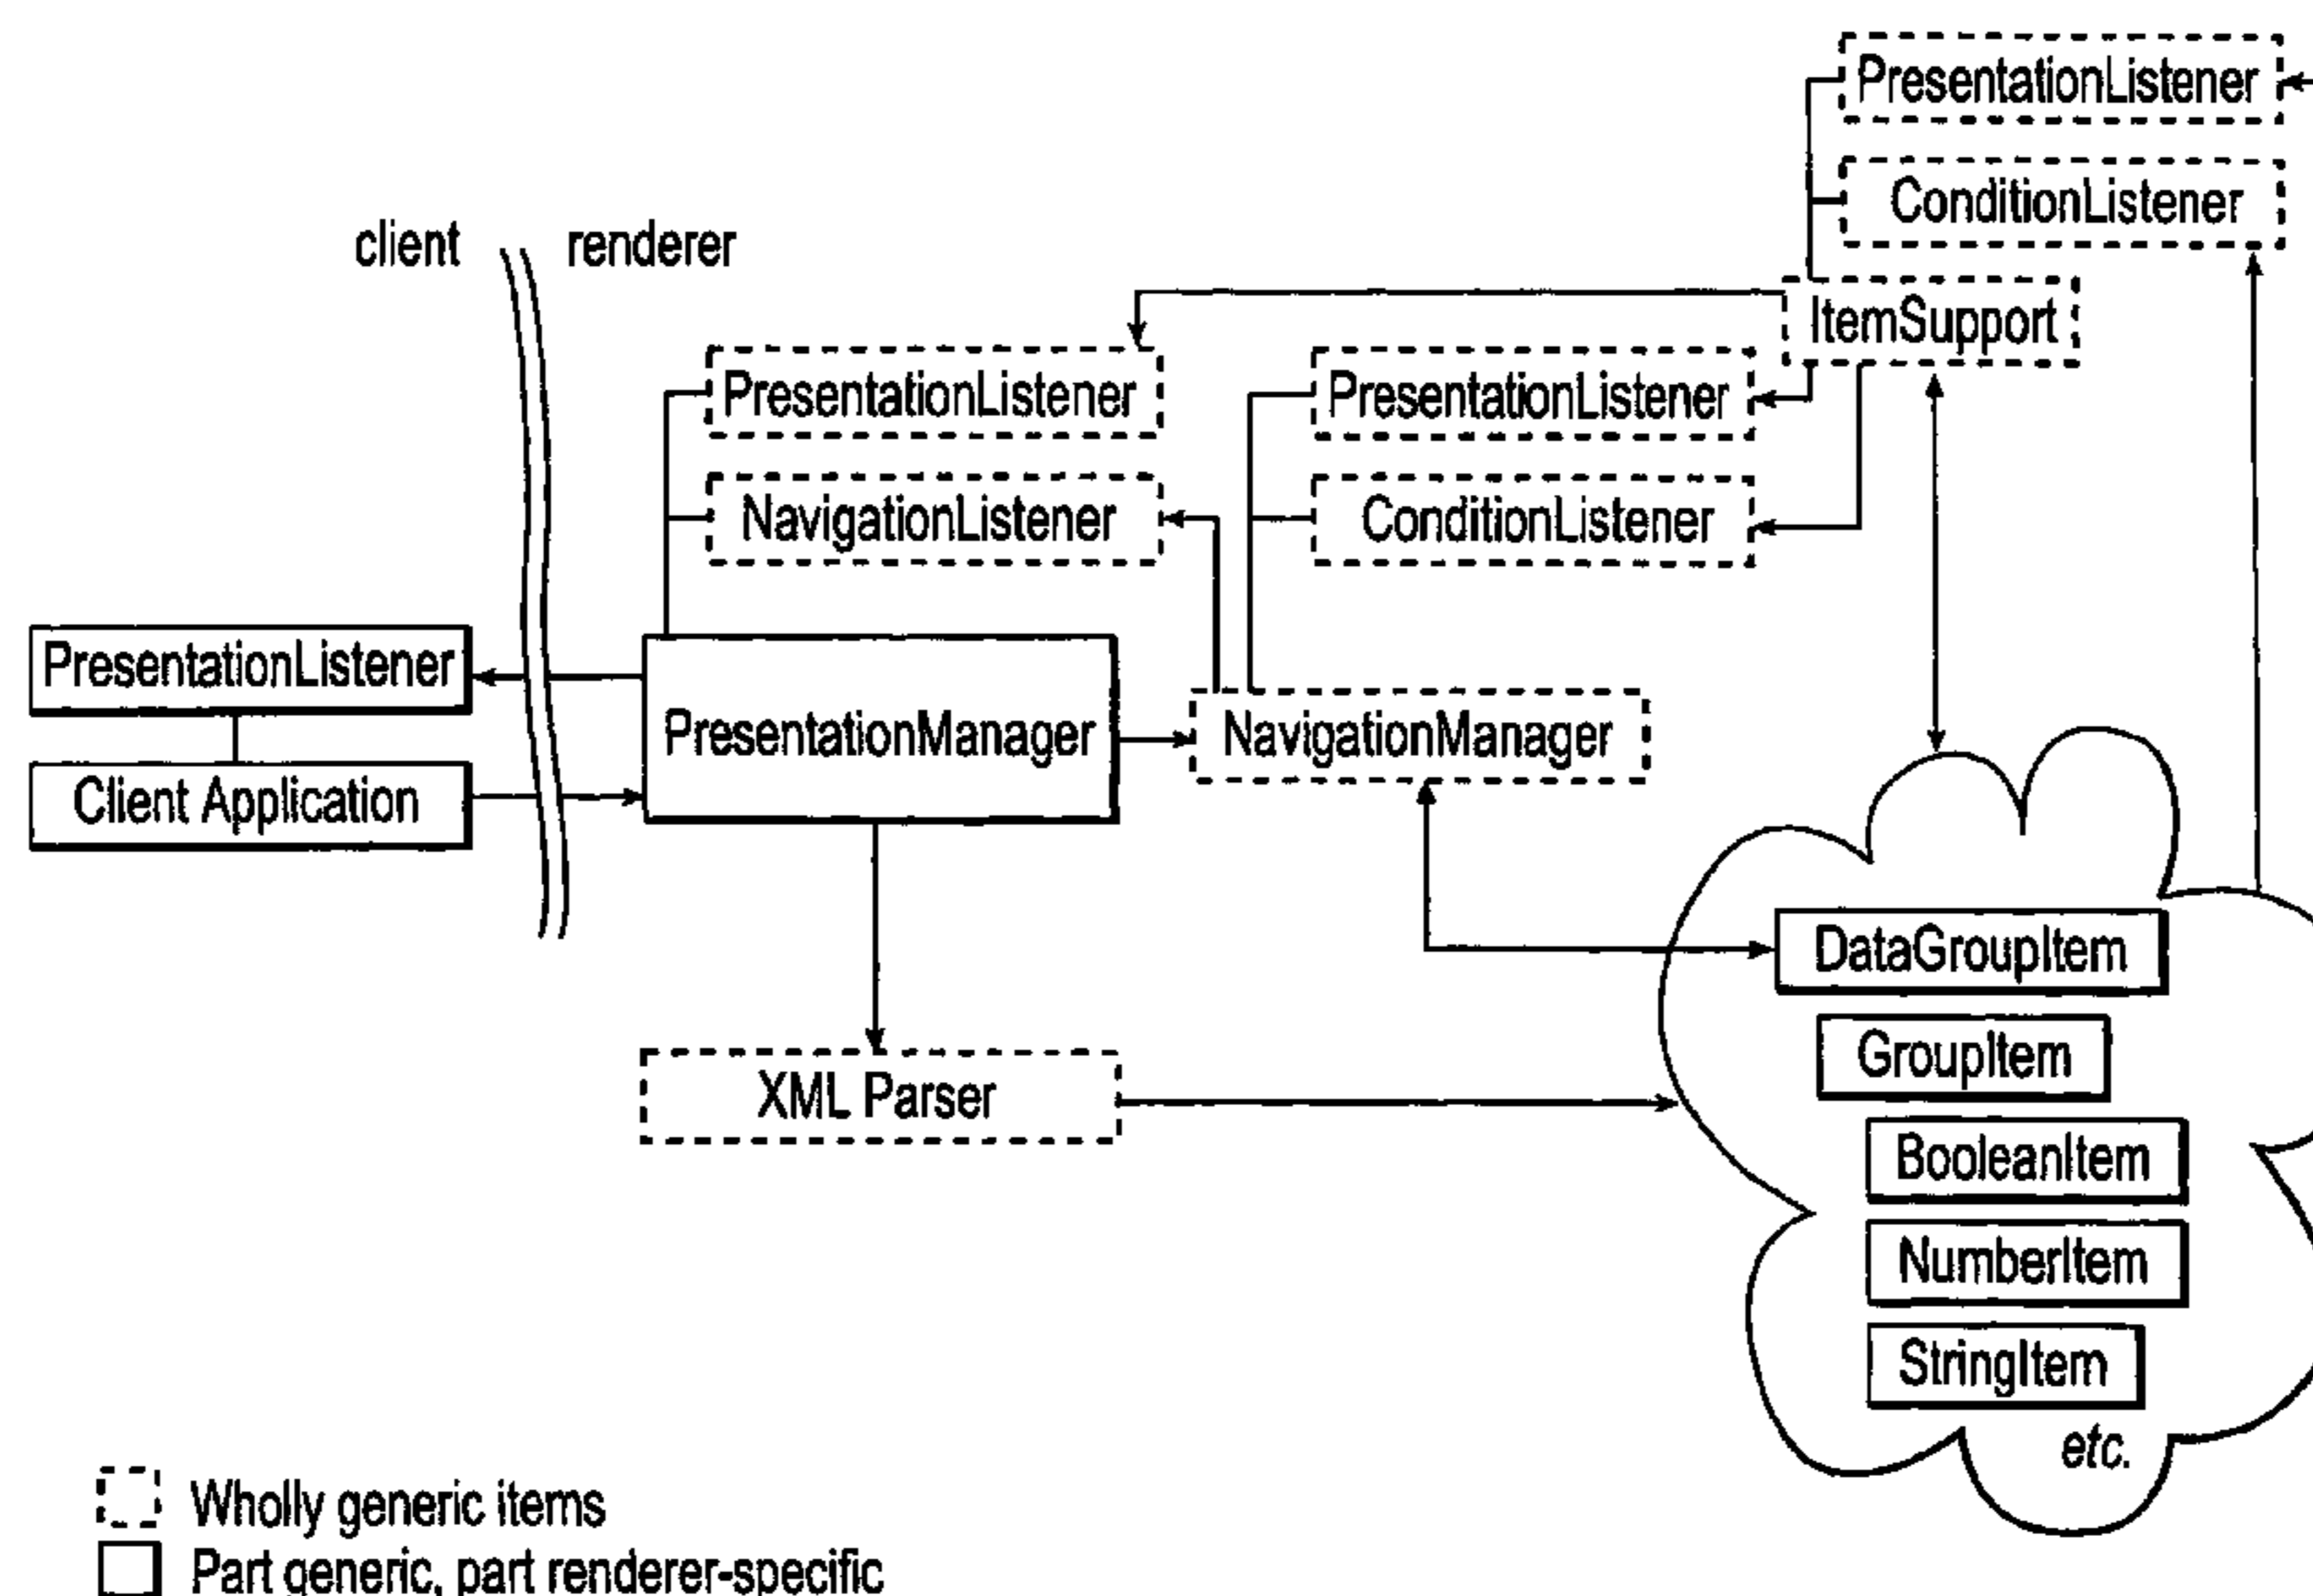 PresentationListener
ConditionListener
client
renderer
ItemSupport
PresentationListener
PresentationListener
NavigationListener
ConditionListener
PresentationListener
PresentationManager
NavigationManager
Client Application
DataGroupItem
GroupItem
XML Parser
BooleanItem
NumberItem
StringItem
etc.
Wholly generic items
Part generic, part renderer-specific